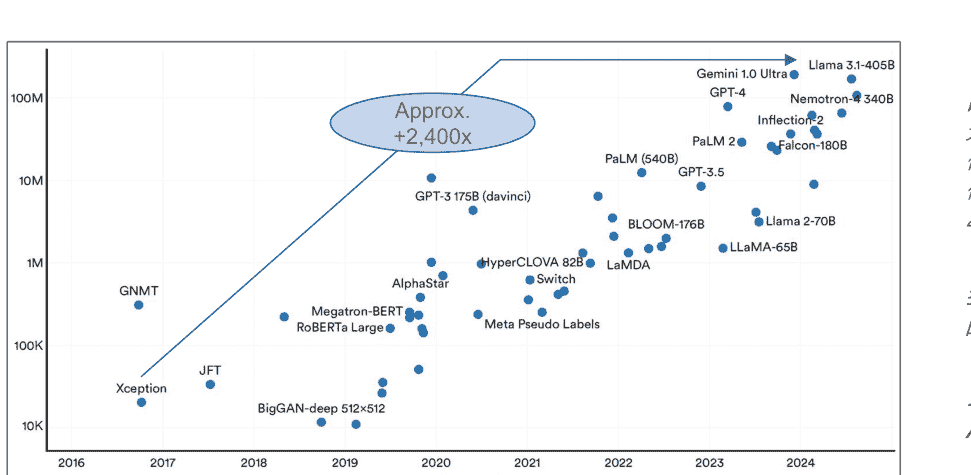 Llama 3.1-405B
Gemini 1.0 Ultra
100M
GPT-4
Nemotron-4 340B
Approx.
+2,400x
Inflection-2
PaLM 2
Falcon-180B
PaLM (540B)
GPT-3.5
10M
GPT-3 175B (davinci)
Llama 2-70B
BLOOM-176B
LLaMA-65B
1M
HyperCLOVA 82B
LaMDA
Switch
AlphaStar
GNMT
Megatron-BERT
RoBERTa Large
Meta Pseudo Labels
100K
JFT
Xception
BigGAN-deep 512×512
10K
2016 2017 2018 2019 2020 2021 2022 2023 2024